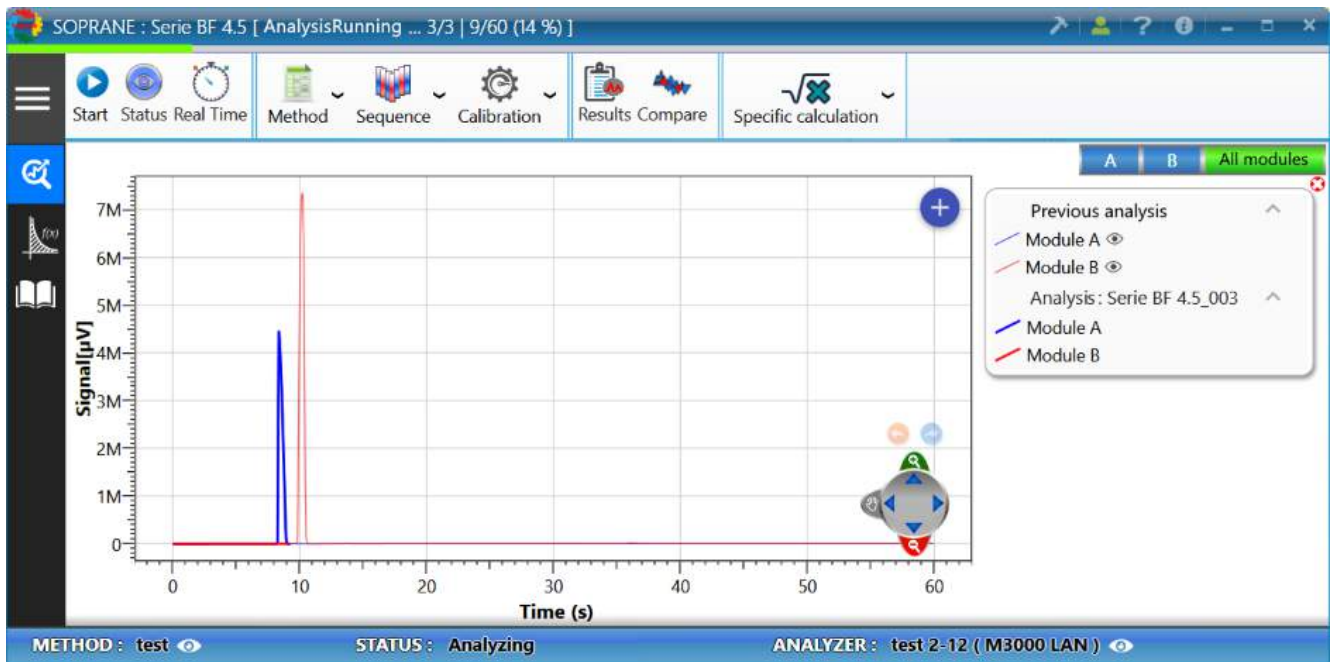 SOPRANE : Serie BF 4.5 [ AnalysisRunning ... 3/3 | 9/60 (14 %) ]
Start Status Real Time Method Sequence Calibration Results Compare Specific calculation
f(x)
A B All modules
Previous analysis
Module A
Module B
Analysis : Serie BF 4.5_003
Module A
Module B
Signal[µV]
7M
6M
5M
4M
3M
2M
1M
0
0 10 20 30 40 50 60
Time (s)
METHOD : test STATUS : Analyzing ANALYZER : test 2-12 ( M3000 LAN )